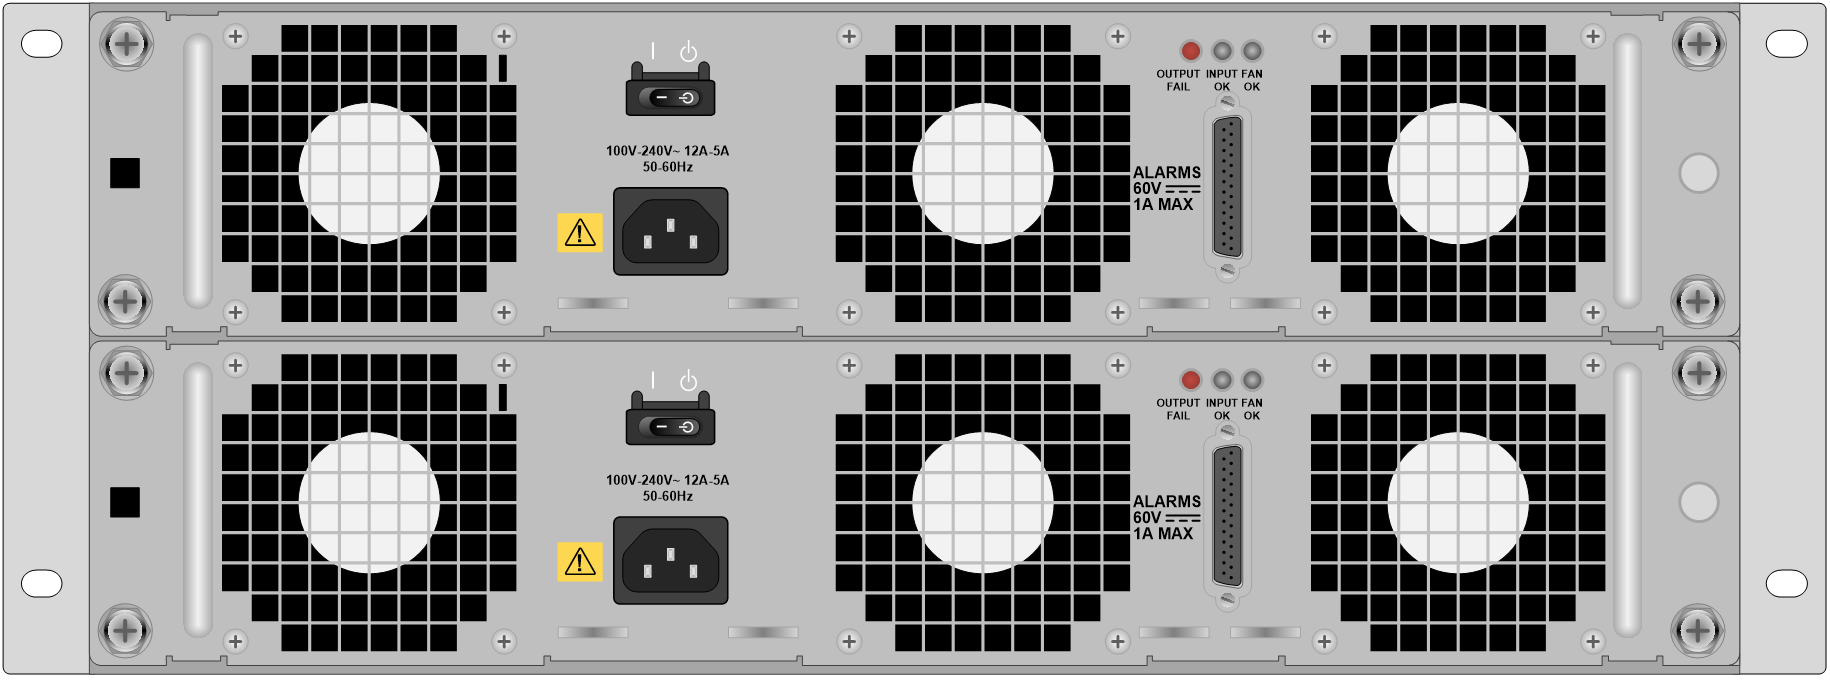 OUTPUT INPUT FAN
FAIL OK OK
100V-240V~ 12A-5A
50-60Hz
ALARMS
60V
1A MAX
OUTPUT INPUT FAN
FAIL OK OK
100V-240V~ 12A-5A
50-60Hz
ALARMS
60V
1A MAX